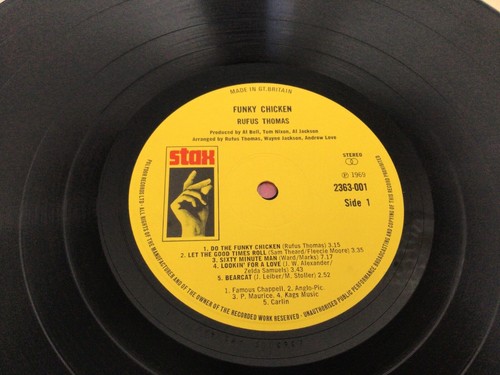 MADE IN GT. BRITAIN
FUNKY CHICKEN
RUFUS THOMAS
Produced by Al Bell, Tom Nixon, Al Jackson
Arranged by Rufus Thomas, Wayne Jackson, Andrew Love
stax
STEREO
℗ 1969
2363-001
Side 1
1. DO THE FUNKY CHICKEN (Rufus Thomas) 3.15
2. LET THE GOOD TIMES ROLL (Sam Theard/Fleecie Moore) 3.35
3. SIXTY MINUTE MAN (Ward/Marks) 7.17
4. LOOKIN' FOR A LOVE (J. W. Alexander/
Zelda Samuels) 3.43
5. BEARCAT (J. Leiber/M. Stoller) 2.52
1. Famous Chappell. 2. Anglo-Pic.
3. P. Maurice. 4. Kags Music
5. Carlin
POLYDOR RECORDS LTD · ALL RIGHTS OF THE MANUFACTURER AND OF THE OWNER OF THE RECORDED WORK RESERVED · UNAUTHORISED PUBLIC PERFORMANCE BROADCASTING AND COPYING OF THIS RECORD PROHIBITED